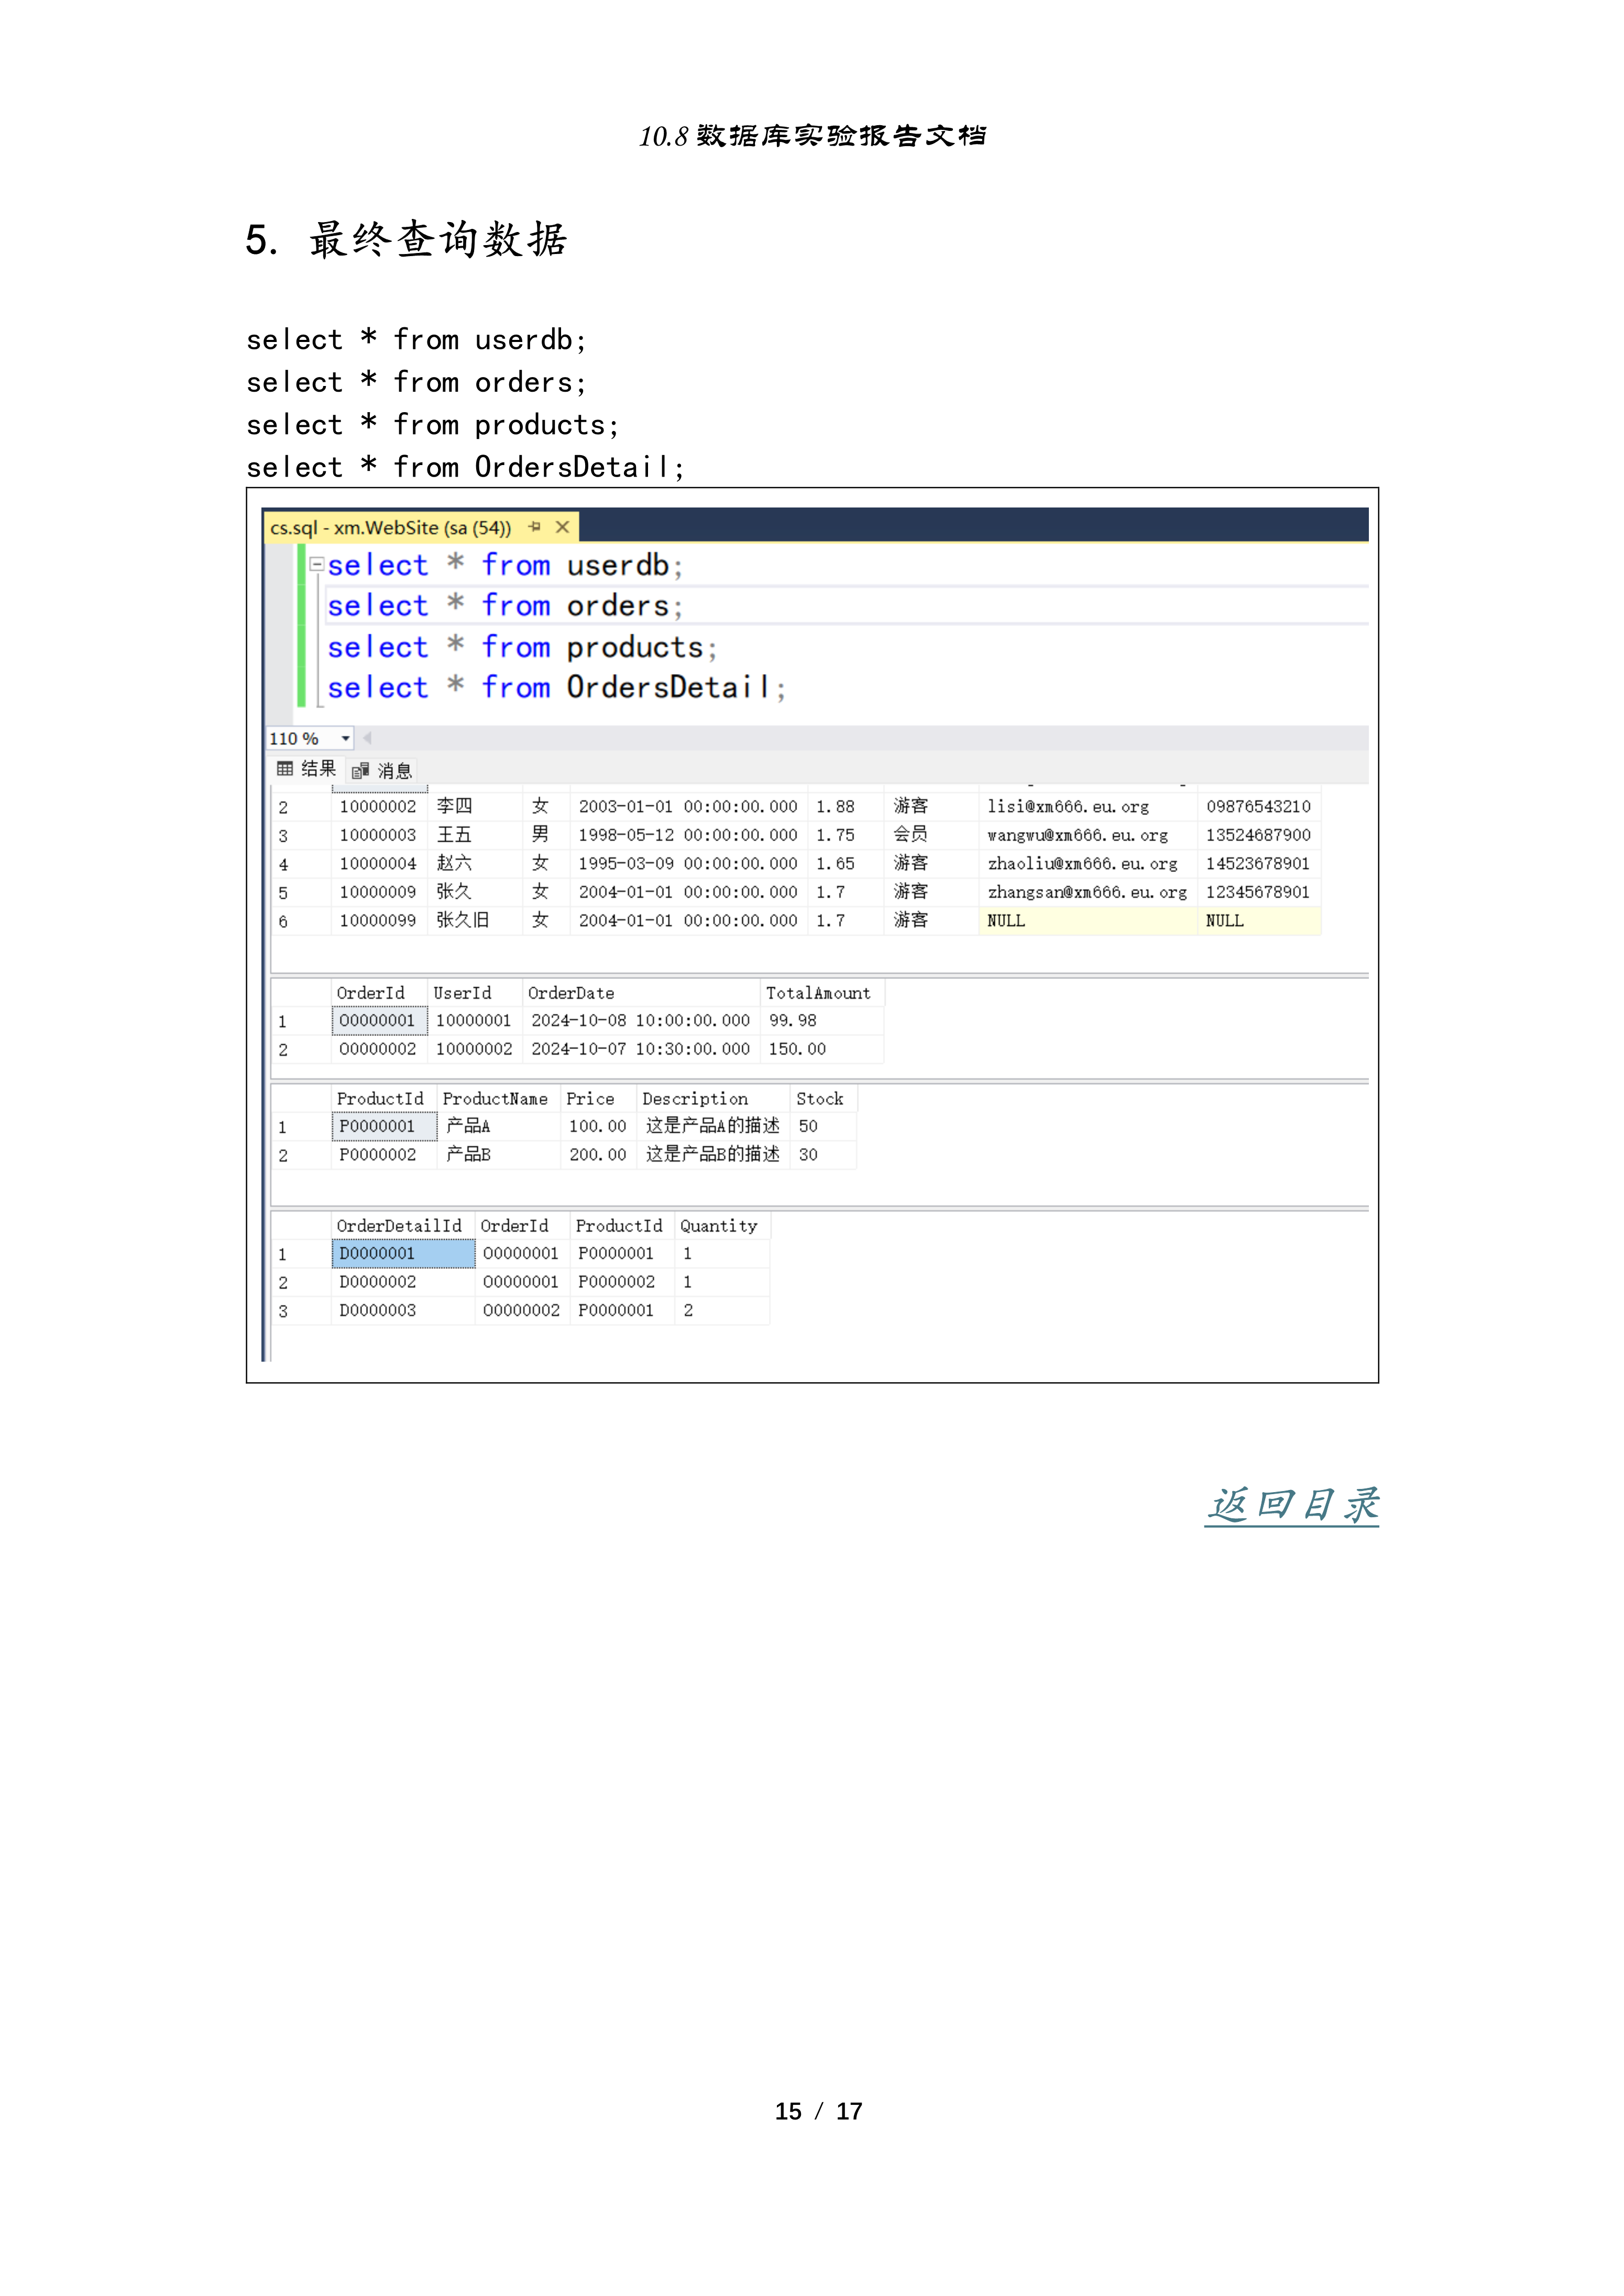 10.8 数据库实验报告文档
5. 最终查询数据
select * from userdb;
select * from orders;
select * from products;
select * from OrdersDetail;
cs.sql - xm.WebSite (sa (54))
select * from userdb;
select * from orders;
select * from products;
select * from OrdersDetail;
110 %
结果 消息
2 10000002 李四 女 2003-01-01 00:00:00.000 1.88 游客 lisi@xm666.eu.org 09876543210
3 10000003 王五 男 1998-05-12 00:00:00.000 1.75 会员 wangwu@xm666.eu.org 13524687900
4 10000004 赵六 女 1995-03-09 00:00:00.000 1.65 游客 zhaoliu@xm666.eu.org 14523678901
5 10000009 张久 女 2004-01-01 00:00:00.000 1.7 游客 zhangsan@xm666.eu.org 12345678901
6 10000099 张久旧 女 2004-01-01 00:00:00.000 1.7 游客 NULL NULL
OrderId UserId OrderDate TotalAmount
1 O0000001 10000001 2024-10-08 10:00:00.000 99.98
2 O0000002 10000002 2024-10-07 10:30:00.000 150.00
ProductId ProductName Price Description Stock
1 P0000001 产品A 100.00 这是产品A的描述 50
2 P0000002 产品B 200.00 这是产品B的描述 30
OrderDetailId OrderId ProductId Quantity
1 D0000001 O0000001 P0000001 1
2 D0000002 O0000001 P0000002 1
3 D0000003 O0000002 P0000001 2
返回目录
15 / 17